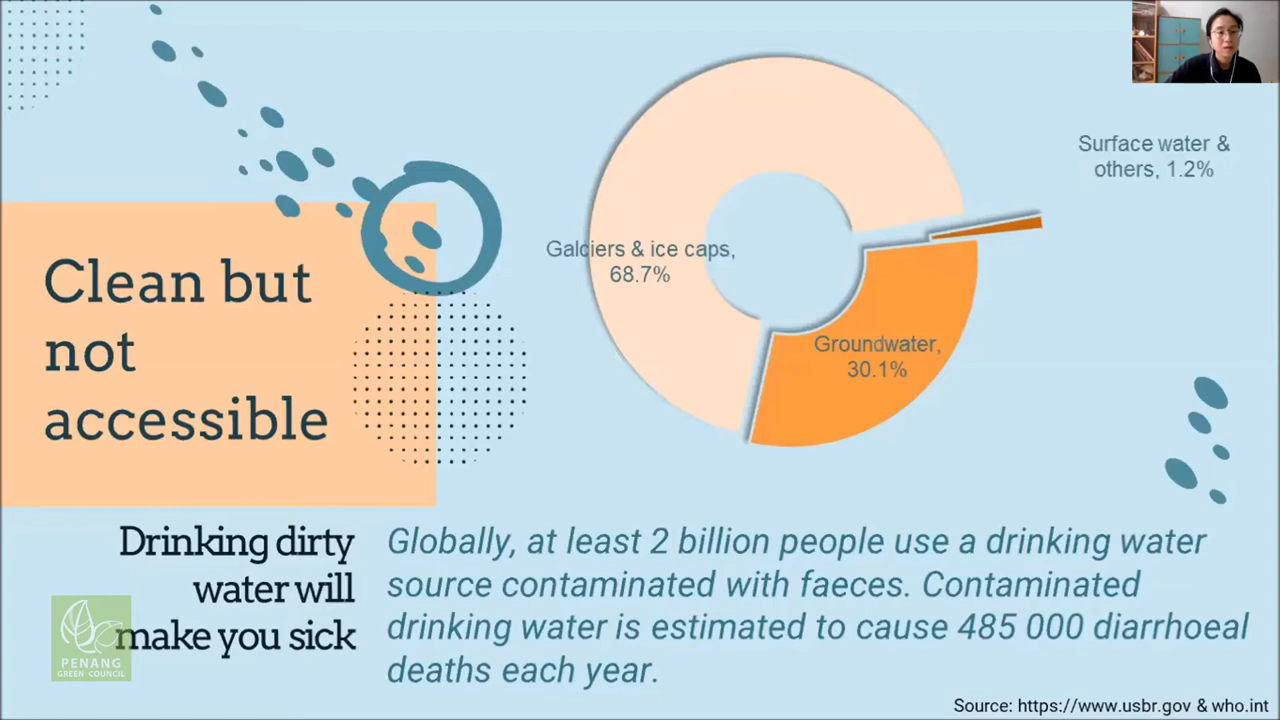 Clean but
not
accessible
Surface water &
others, 1.2%
Galciers & ice caps,
68.7%
Groundwater,
30.1%
Drinking dirty
water will
make you sick
Globally, at least 2 billion people use a drinking water
source contaminated with faeces. Contaminated
drinking water is estimated to cause 485 000 diarrhoeal
deaths each year.
PENANG
GREEN COUNCIL
Source: https://www.usbr.gov & who.int